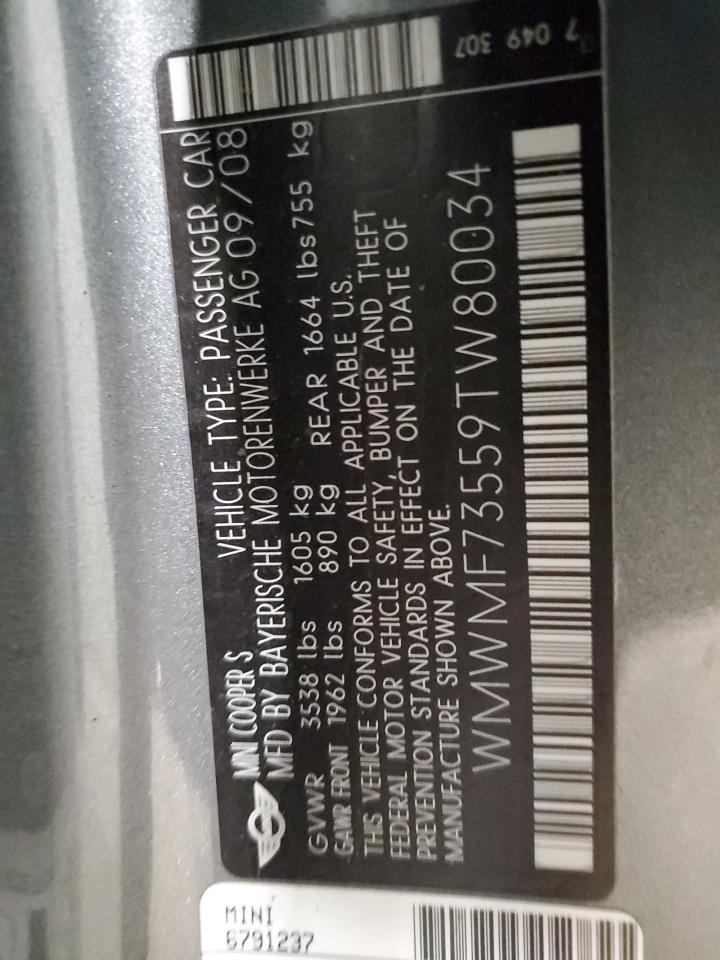 7 049 307
MINI COOPER S VEHICLE TYPE: PASSENGER CAR
MFD BY BAYERISCHE MOTORENWERKE AG 09/08
GVWR 3538 lbs 1605 kg
GAWR FRONT 1962 lbs 890 kg REAR 1664 lbs 755 kg
THIS VEHICLE CONFORMS TO ALL APPLICABLE U.S.
FEDERAL MOTOR VEHICLE SAFETY, BUMPER AND THEFT
PREVENTION STANDARDS IN EFFECT ON THE DATE OF
MANUFACTURE SHOWN ABOVE.
WMWMF73559TW80034
MINI
6791237